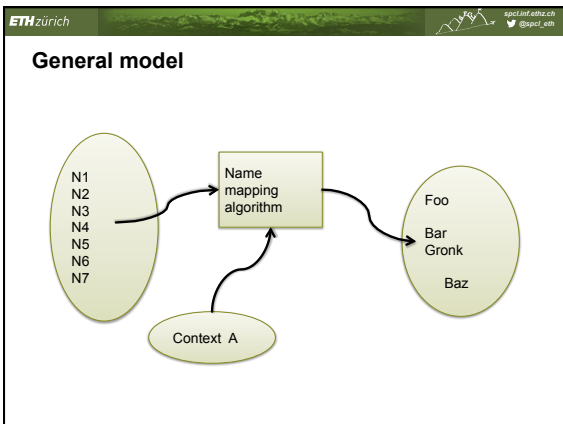 ETH zürich
spcl.inf.ethz.ch
@spcl_eth
General model
N1
N2
N3
N4
N5
N6
N7
Name
mapping
algorithm
Foo
Bar
Gronk
Baz
Context A